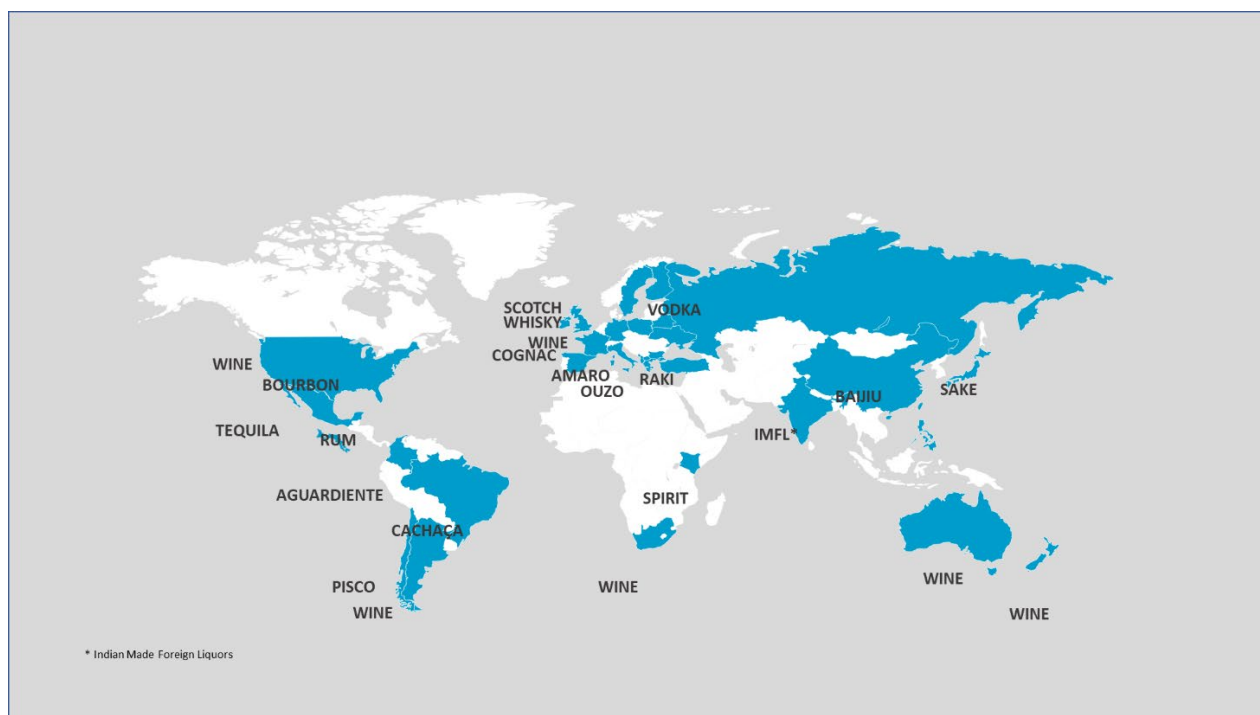 SCOTCH
WHISKY
VODKA
WINE
COGNAC
WINE
BOURBON
AMARO
OUZO
RAKI
BAIJIU
SAKE
TEQUILA
RUM
IMFL*
AGUARDIENTE
SPIRIT
CACHAÇA
PISCO
WINE
WINE
WINE
WINE
* Indian Made Foreign Liquors